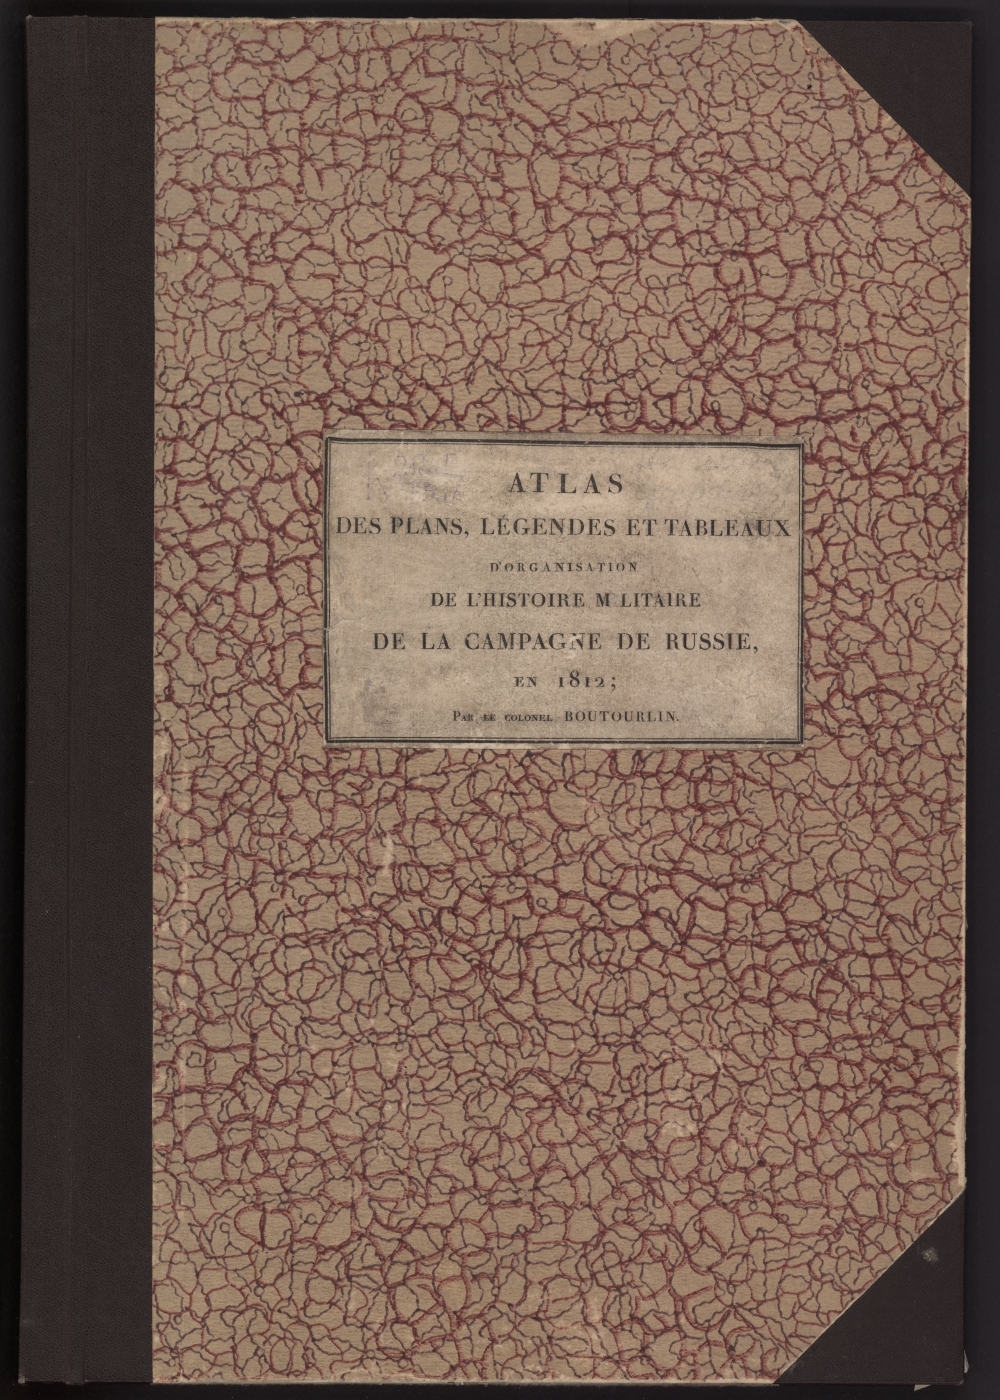 ATLAS
DES PLANS, LÉGENDES ET TABLEAUX
D'ORGANISATION
DE L'HISTOIRE M LITAIRE
DE LA CAMPAGNE DE RUSSIE,
EN 1812;
PAR LE COLONEL BOUTOURLIN.